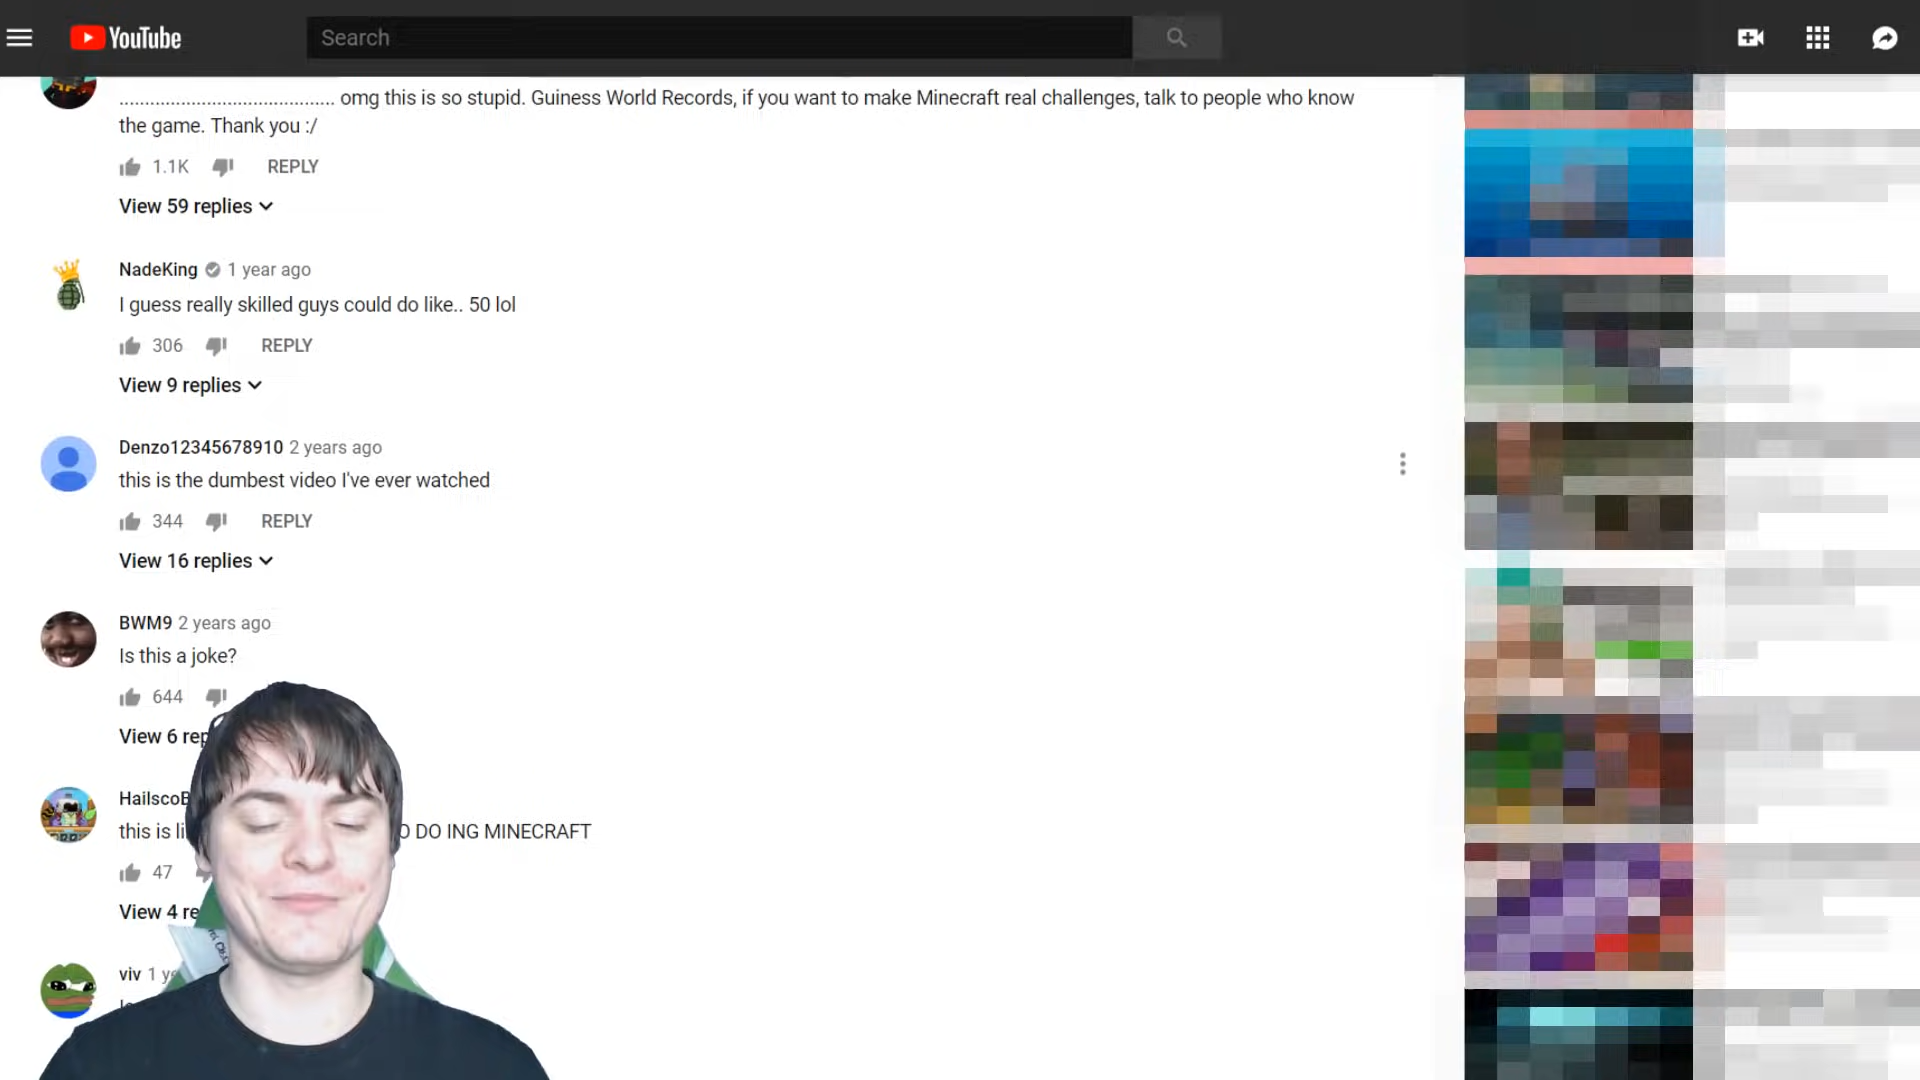 YouTube
Search
......................................... omg this is so stupid. Guiness World Records, if you want to make Minecraft real challenges, talk to people who know
the game. Thank you :/
1.1K REPLY
View 59 replies
NadeKing 1 year ago
I guess really skilled guys could do like.. 50 lol
306 REPLY
View 9 replies
Denzo12345678910 2 years ago
this is the dumbest video I've ever watched
344 REPLY
View 16 replies
BWM9 2 years ago
Is this a joke?
644
View 6 rep
HailscoB
this is li O DO ING MINECRAFT
47
View 4 re
viv 1 ye